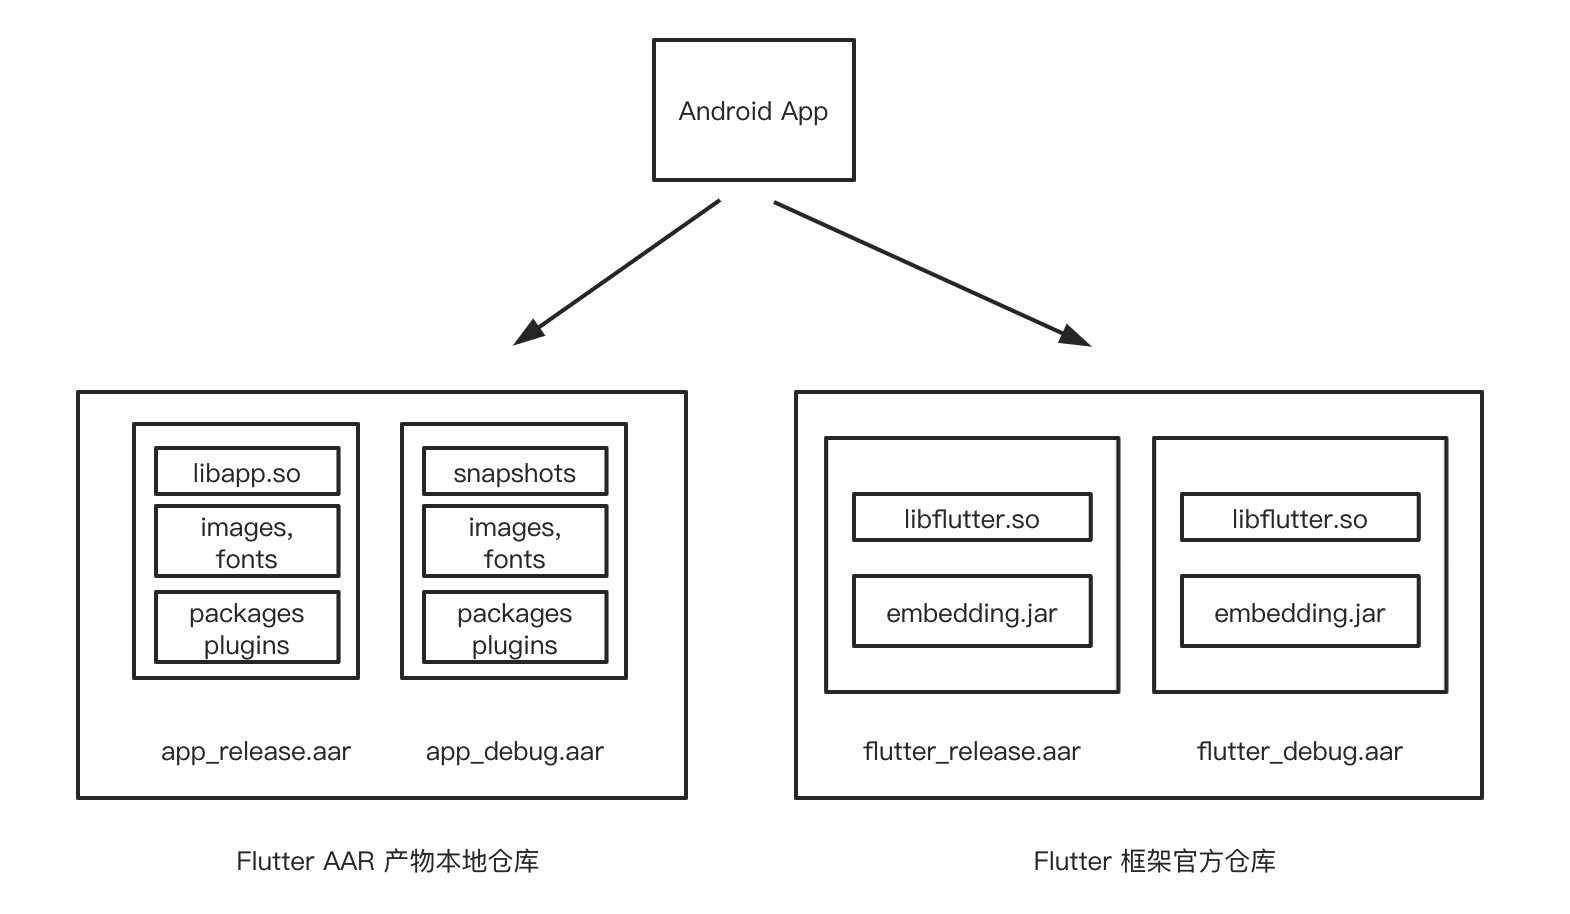 Android App
libapp.so
images,
fonts
packages
plugins
app_release.aar
snapshots
images,
fonts
packages
plugins
app_debug.aar
Flutter AAR 产物本地仓库
libflutter.so
embedding.jar
flutter_release.aar
libflutter.so
embedding.jar
flutter_debug.aar
Flutter 框架官方仓库